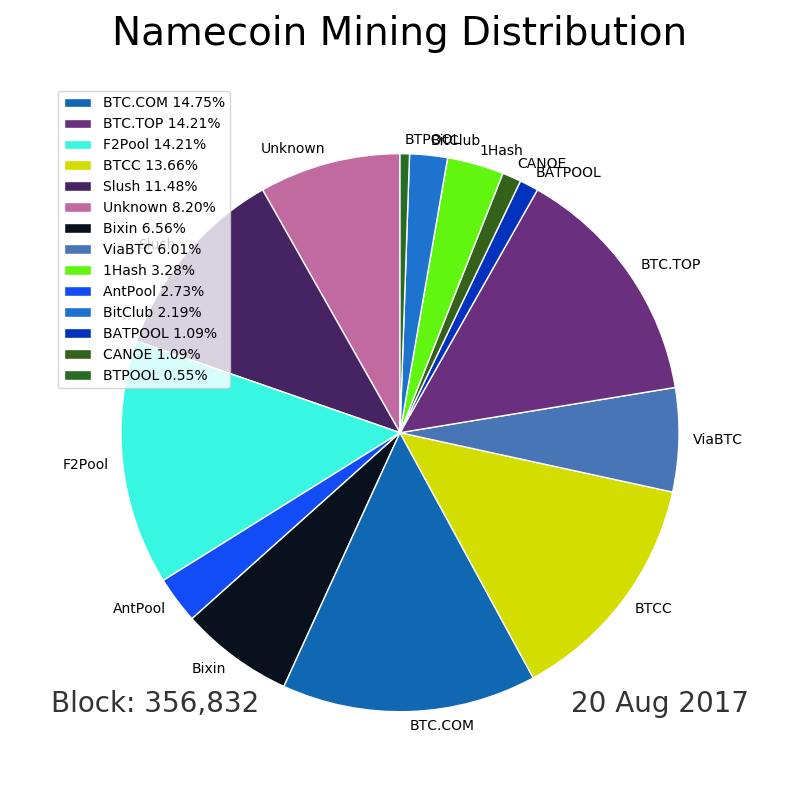 Namecoin Mining Distribution
BTC.COM 14.75%
BTC.TOP 14.21%
F2Pool 14.21%
BTCC 13.66%
Slush 11.48%
Unknown 8.20%
Bixin 6.56%
ViaBTC 6.01%
1Hash 3.28%
AntPool 2.73%
BitClub 2.19%
BATPOOL 1.09%
CANOE 1.09%
BTPOOL 0.55%
Unknown
BTPOOL
BitClub
1Hash
CANOE
BATPOOL
Slush
BTC.TOP
ViaBTC
F2Pool
AntPool
BTCC
Bixin
BTC.COM
Block: 356,832
20 Aug 2017